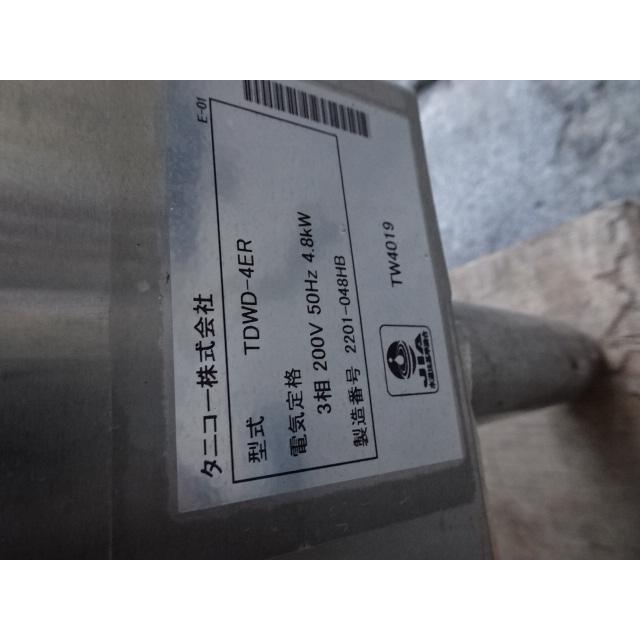 E-01
タニコー株式会社
型式 TDWD-4ER
電気定格
3相 200V 50Hz 4.8kW
製造番号 2201-048HB
TW4019
JIA